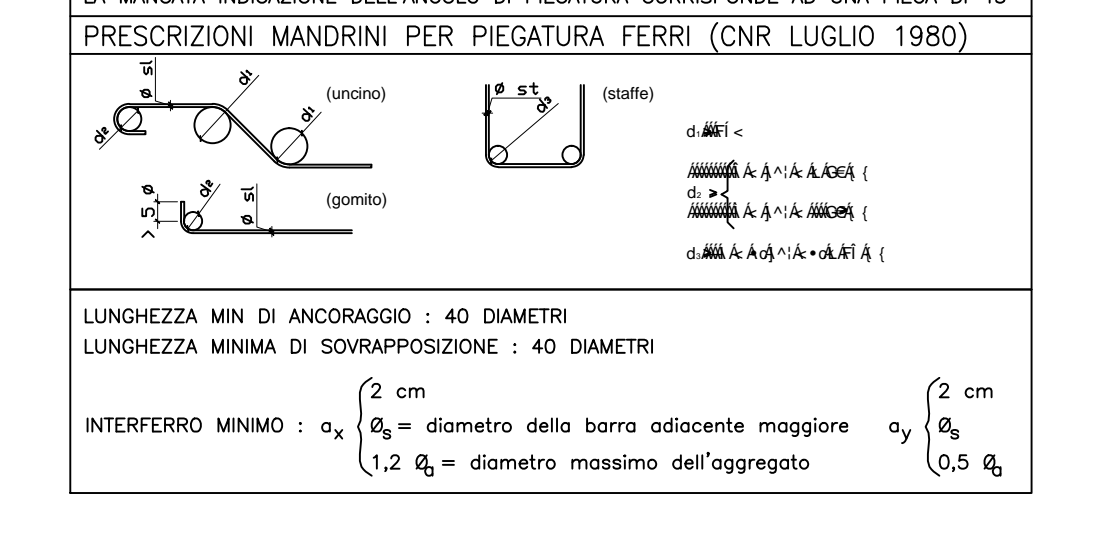 PRESCRIZIONI MANDRINI PER PIEGATURA FERRI (CNR LUGLIO 1980)
Ø sl
d1
d1
d2
(uncino)
Ø st
d3
(staffe)
> 5 Ø
d2
Ø sl
(gomito)
d1
d2 ≥
d3
LUNGHEZZA MIN DI ANCORAGGIO : 40 DIAMETRI
LUNGHEZZA MINIMA DI SOVRAPPOSIZIONE : 40 DIAMETRI
INTERFERRO MINIMO : ax
2 cm
Øs = diametro della barra adiacente maggiore
1,2 Øa = diametro massimo dell'aggregato
ay
2 cm
Øs
0,5 Øa